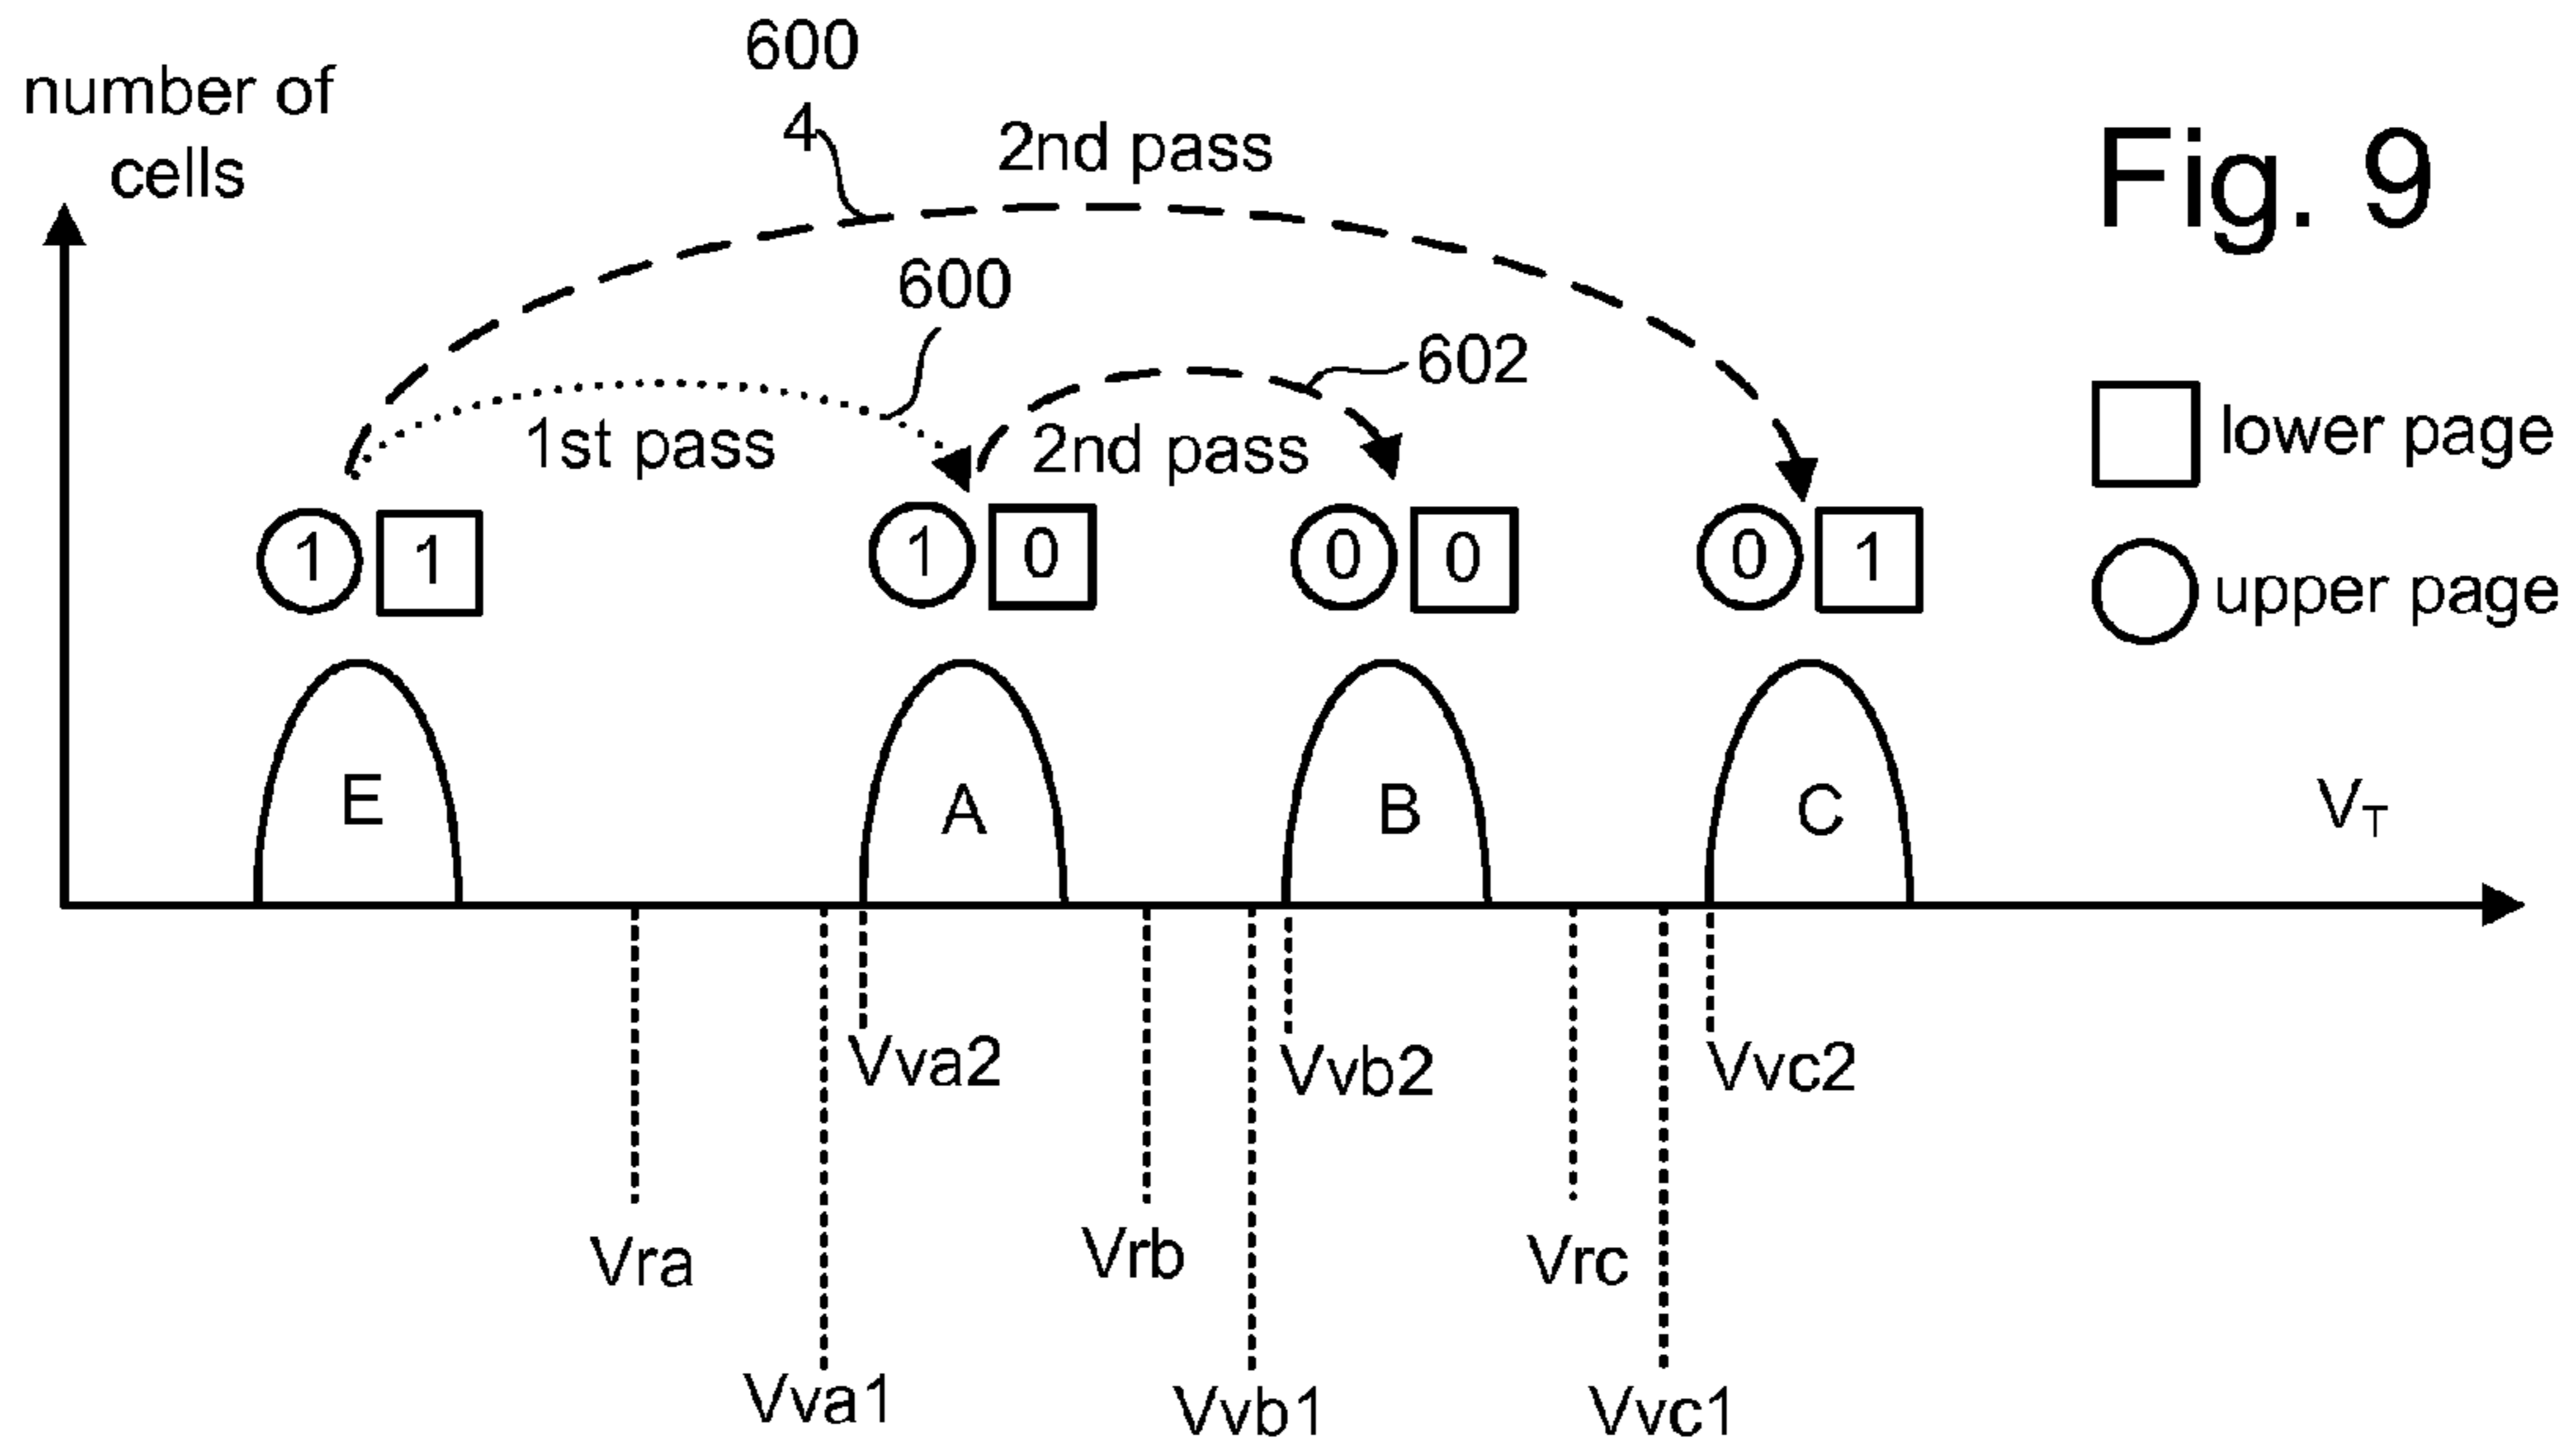 600
4
number of
cells
2nd pass
Fig. 9
600
602
1st pass
2nd pass
lower page
upper page
1 1
1 0
0 0
0 1
E
A
B
C
VT
Vva2
Vvb2
Vvc2
Vra
Vrb
Vrc
Vva1
Vvb1
Vvc1